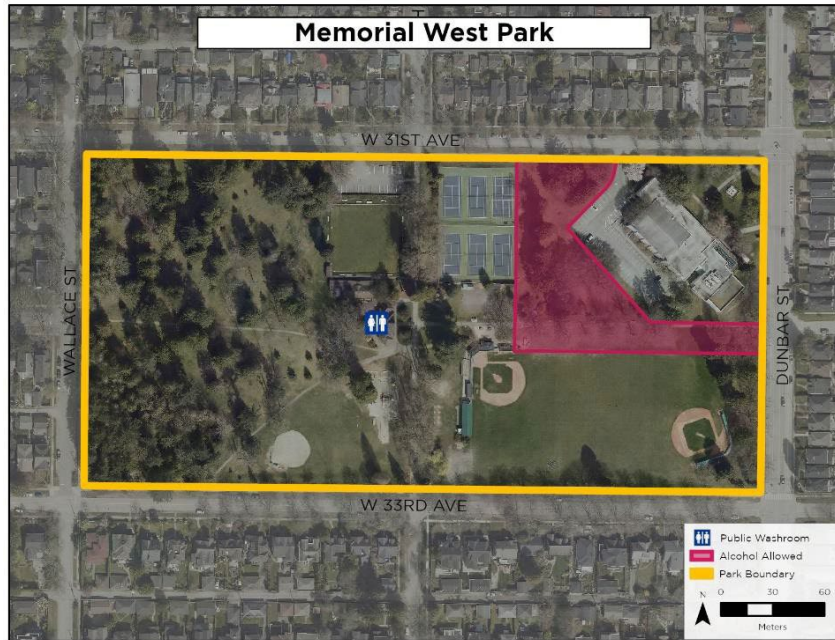 Memorial West Park
W 31ST AVE
WALLACE ST.
DUNBAR ST.
W 33RD AVE
Public Washroom
Alcohol Allowed
Park Boundary
N
0 30 60
Meters